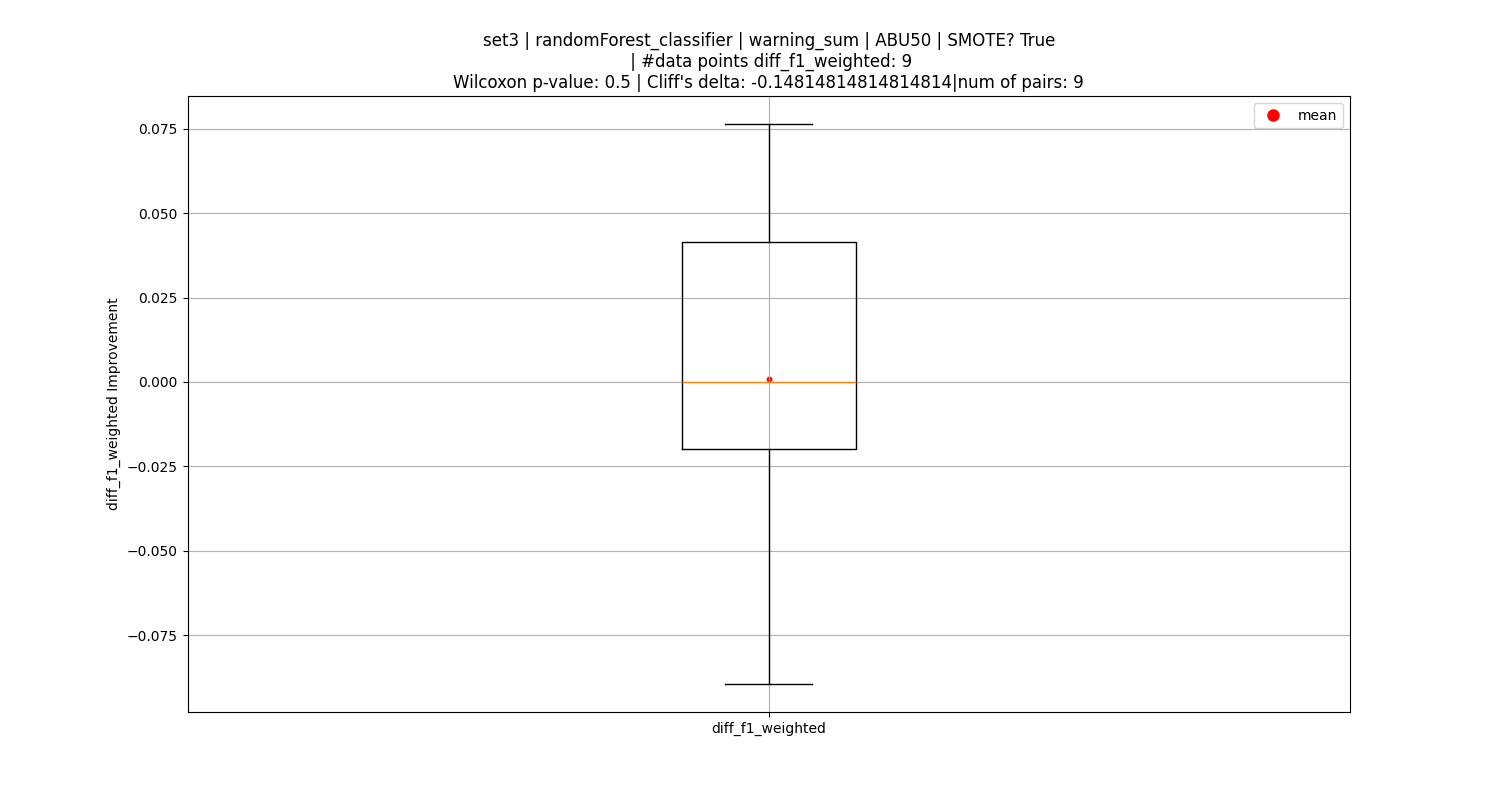 set3 | randomForest_classifier | warning_sum | ABU50 | SMOTE? True
| #data points diff_f1_weighted: 9
Wilcoxon p-value: 0.5 | Cliff's delta: -0.14814814814814814|num of pairs: 9
mean
0.075
0.050
0.025
0.000
−0.025
−0.050
−0.075
diff_f1_weighted Improvement
diff_f1_weighted